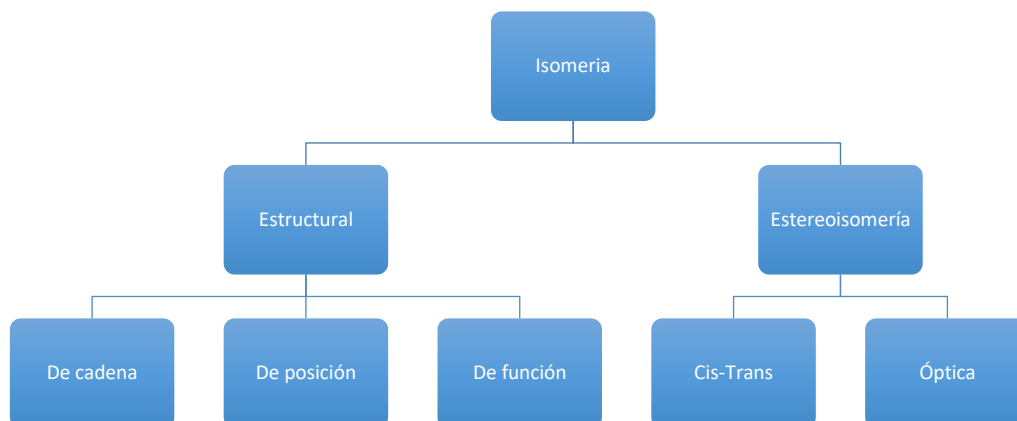 Isomeria
Estructural
Estereoisomería
De cadena
De posición
De función
Cis-Trans
Óptica